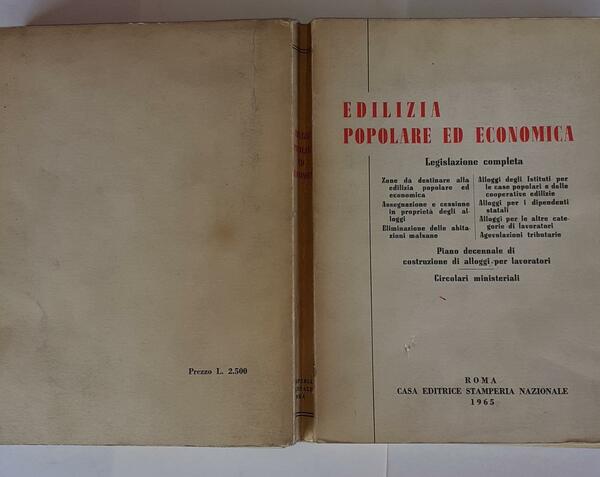 EDILIZIA
POPOLARE ED ECONOMICA
Legislazione completa
Zone da destinare alla
edilizia popolare ed
economica
Assegnazione e cessione
in proprietà degli al-
loggi
Eliminazione delle abita-
zioni malsane
Alloggi degli Istituti per
le case popolari e delle
cooperative edilizie
Alloggi per i dipendenti
statali
Alloggi per le altre cate-
gorie di lavoratori
Agevolazioni tributarie
Piano decennale di
costruzione di alloggi per lavoratori
Circolari ministeriali
ROMA
CASA EDITRICE STAMPERIA NAZIONALE
1965
POPOLARE
ED
Prezzo L. 2.500